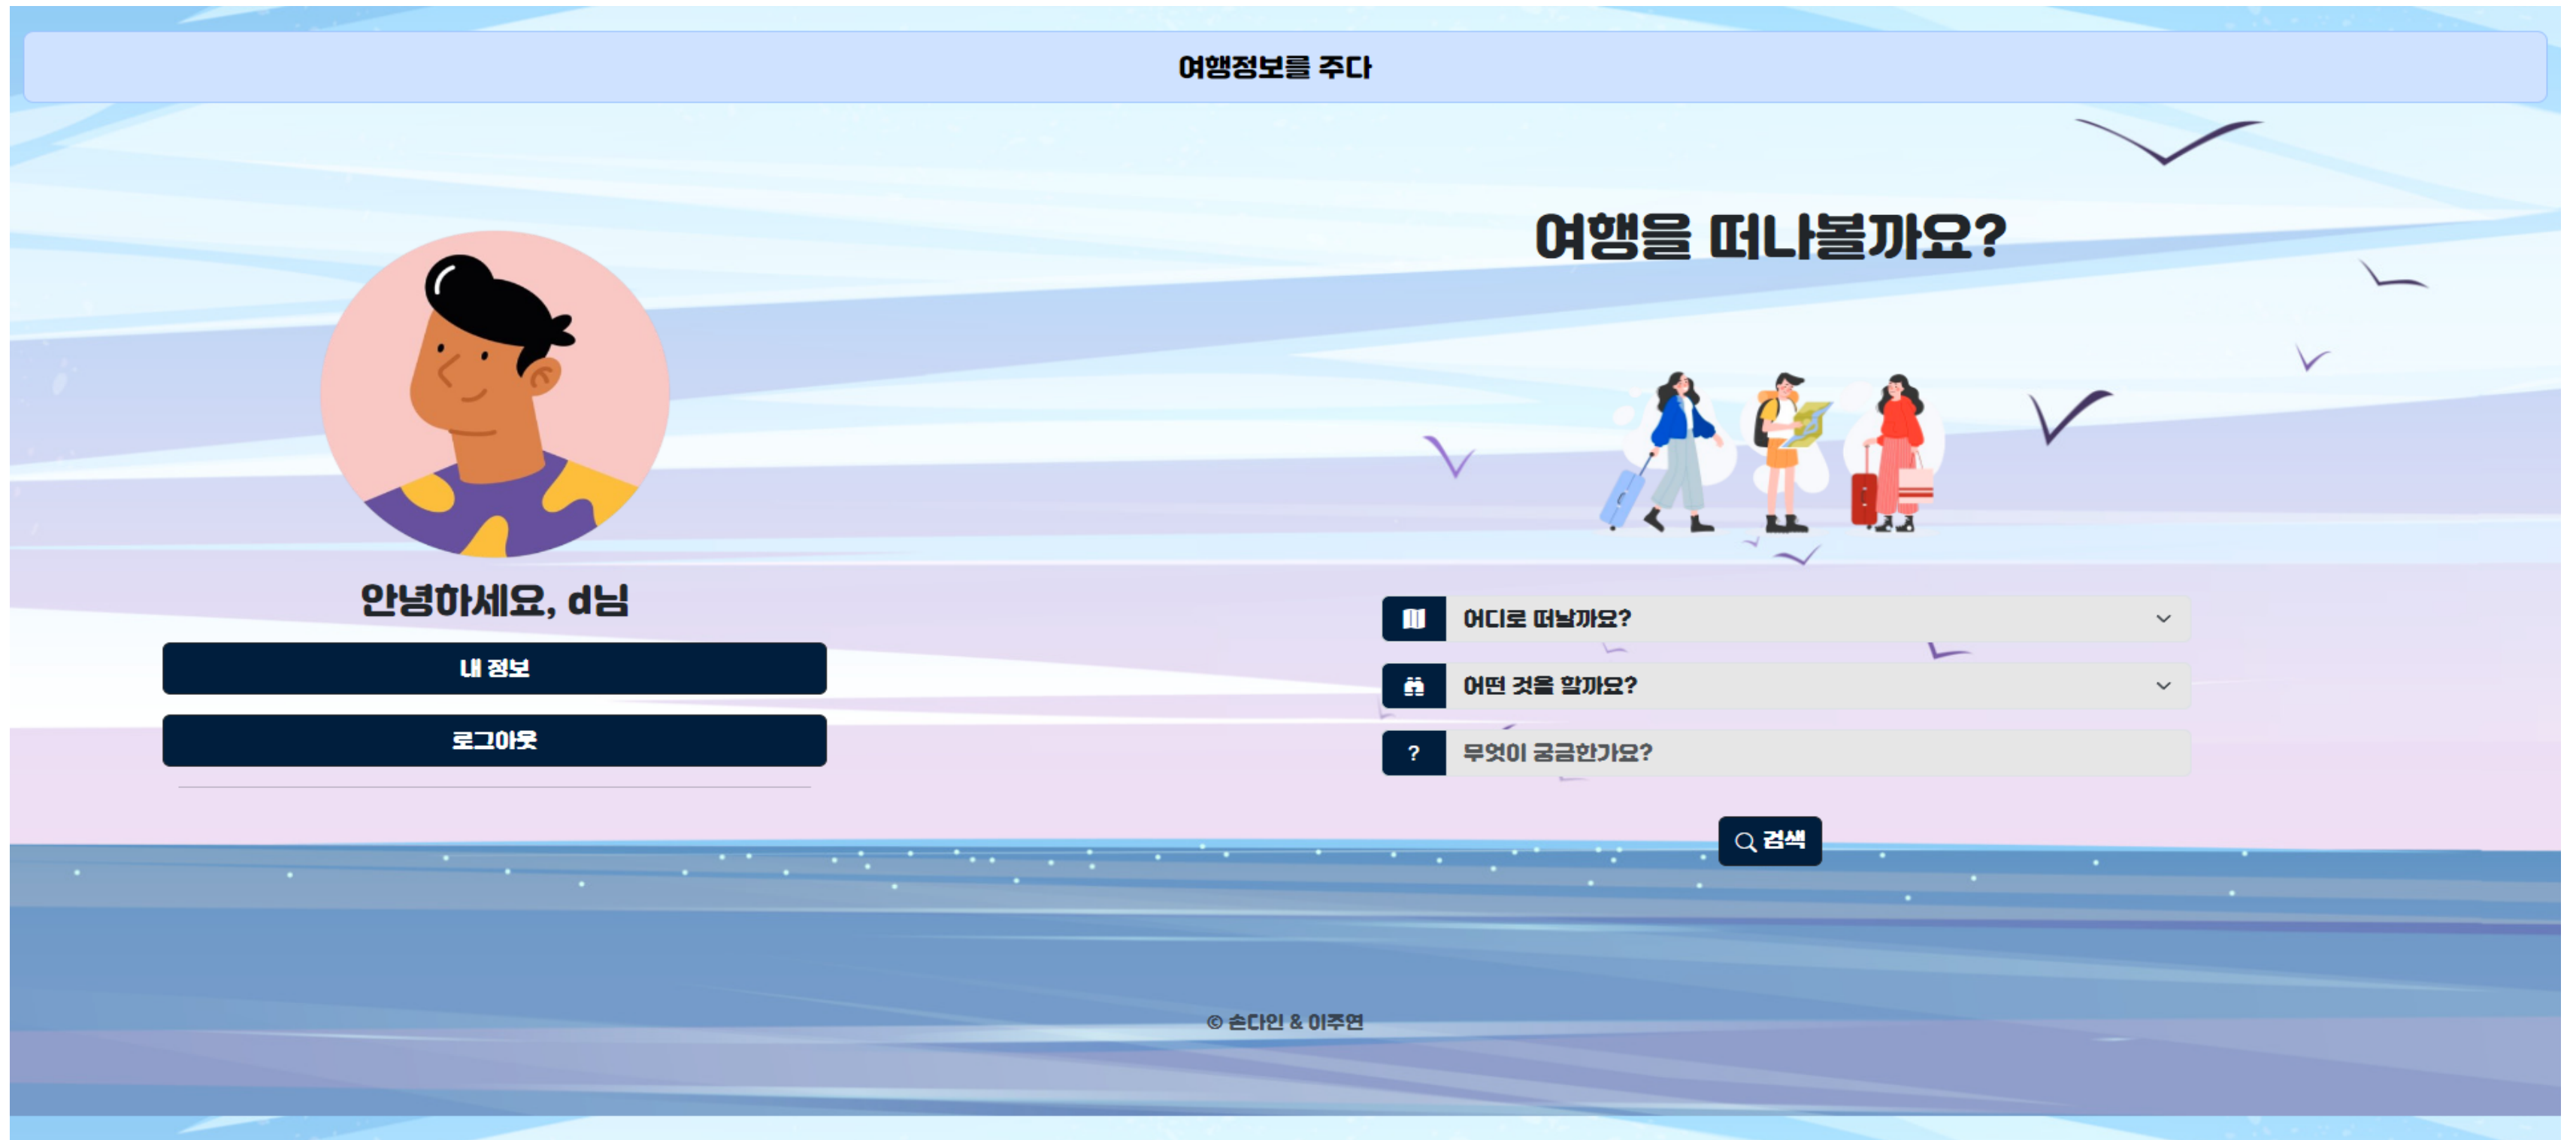 여행정보를 주다
안녕하세요, d님
내 정보
로그아웃
여행을 떠나볼까요?
어디로 떠날까요?
어떤 것을 할까요?
? 무엇이 궁금한가요?
검색
© 손다인 & 이주연